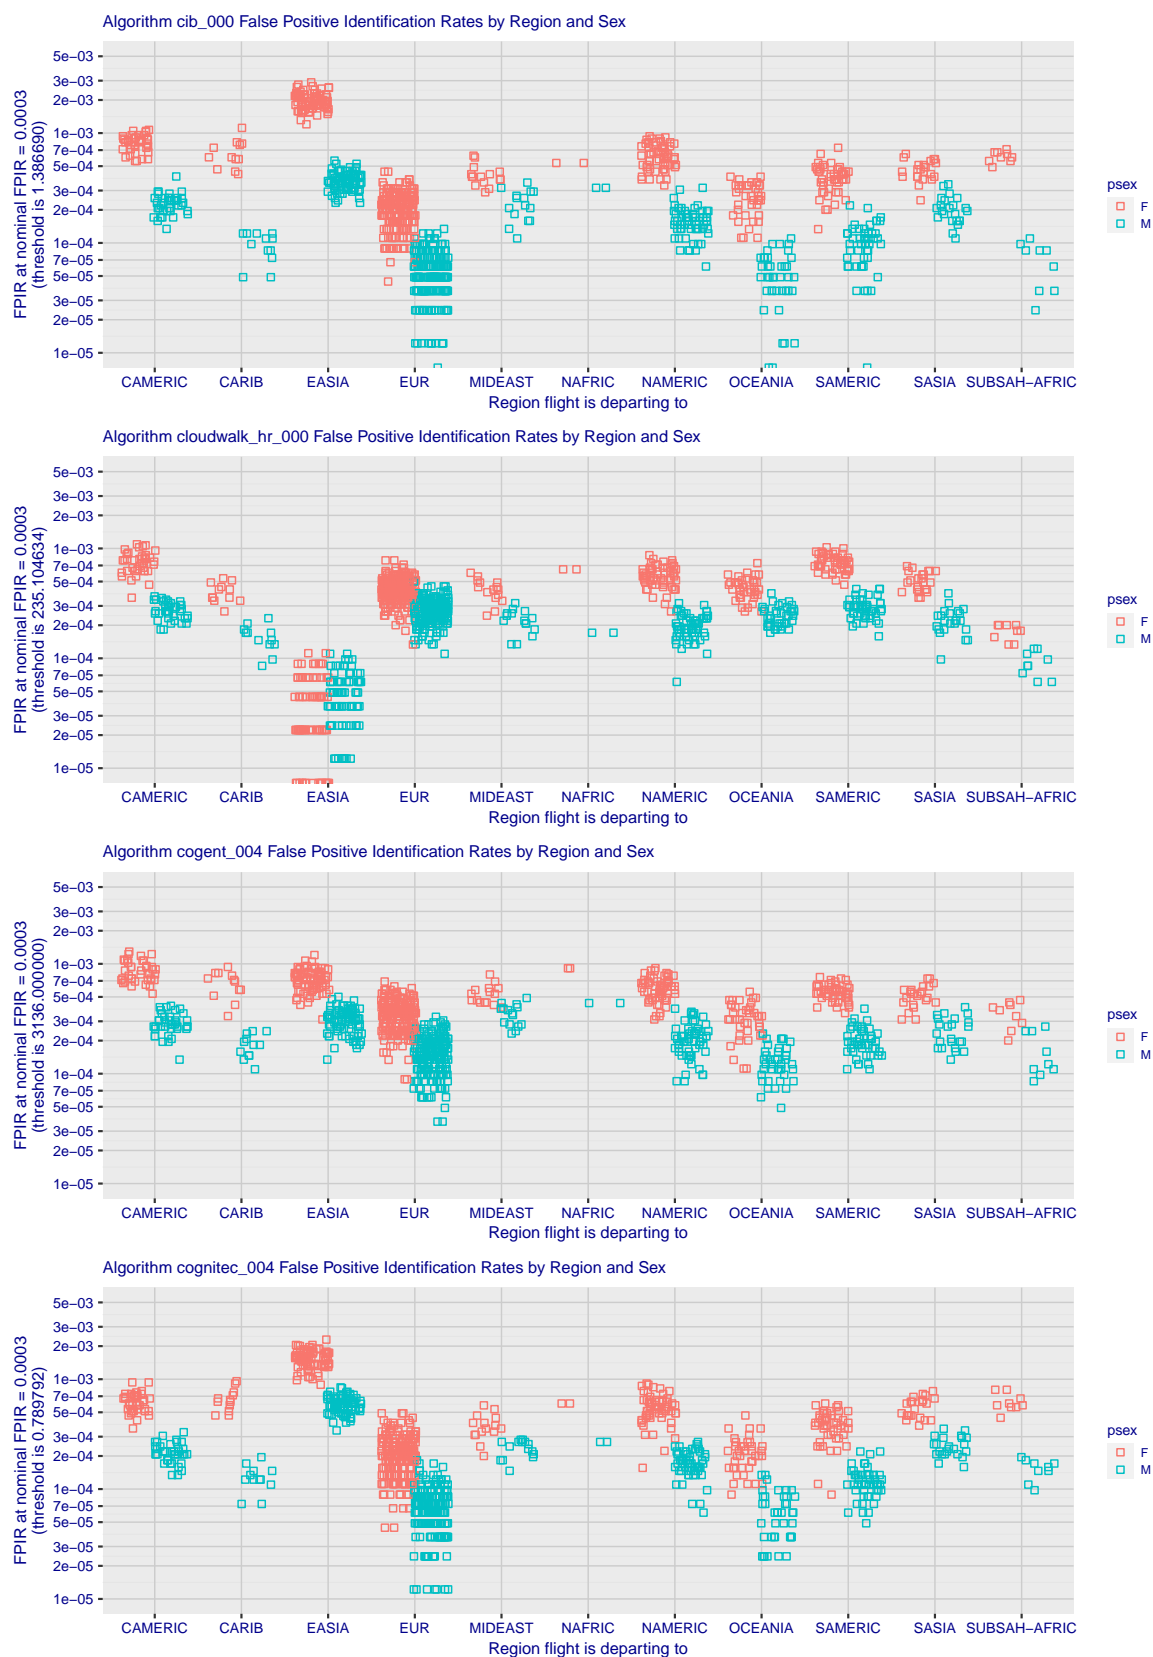 Algorithm cib_000 False Positive Identification Rates by Region and Sex
FPIR at nominal FPIR = 0.0003
(threshold is 1.386690)
5e−03
3e−03
2e−03
1e−03
7e−04
5e−04
3e−04
2e−04
1e−04
7e−05
5e−05
3e−05
2e−05
1e−05
CAMERIC CARIB EASIA EUR MIDEAST NAFRIC NAMERIC OCEANIA SAMERIC SASIA SUBSAH−AFRIC
Region flight is departing to
psex
F
M
Algorithm cloudwalk_hr_000 False Positive Identification Rates by Region and Sex
FPIR at nominal FPIR = 0.0003
(threshold is 235.104634)
5e−03
3e−03
2e−03
1e−03
7e−04
5e−04
3e−04
2e−04
1e−04
7e−05
5e−05
3e−05
2e−05
1e−05
CAMERIC CARIB EASIA EUR MIDEAST NAFRIC NAMERIC OCEANIA SAMERIC SASIA SUBSAH−AFRIC
Region flight is departing to
psex
F
M
Algorithm cogent_004 False Positive Identification Rates by Region and Sex
FPIR at nominal FPIR = 0.0003
(threshold is 3136.000000)
5e−03
3e−03
2e−03
1e−03
7e−04
5e−04
3e−04
2e−04
1e−04
7e−05
5e−05
3e−05
2e−05
1e−05
CAMERIC CARIB EASIA EUR MIDEAST NAFRIC NAMERIC OCEANIA SAMERIC SASIA SUBSAH−AFRIC
Region flight is departing to
psex
F
M
Algorithm cognitec_004 False Positive Identification Rates by Region and Sex
FPIR at nominal FPIR = 0.0003
(threshold is 0.789792)
5e−03
3e−03
2e−03
1e−03
7e−04
5e−04
3e−04
2e−04
1e−04
7e−05
5e−05
3e−05
2e−05
1e−05
CAMERIC CARIB EASIA EUR MIDEAST NAFRIC NAMERIC OCEANIA SAMERIC SASIA SUBSAH−AFRIC
Region flight is departing to
psex
F
M